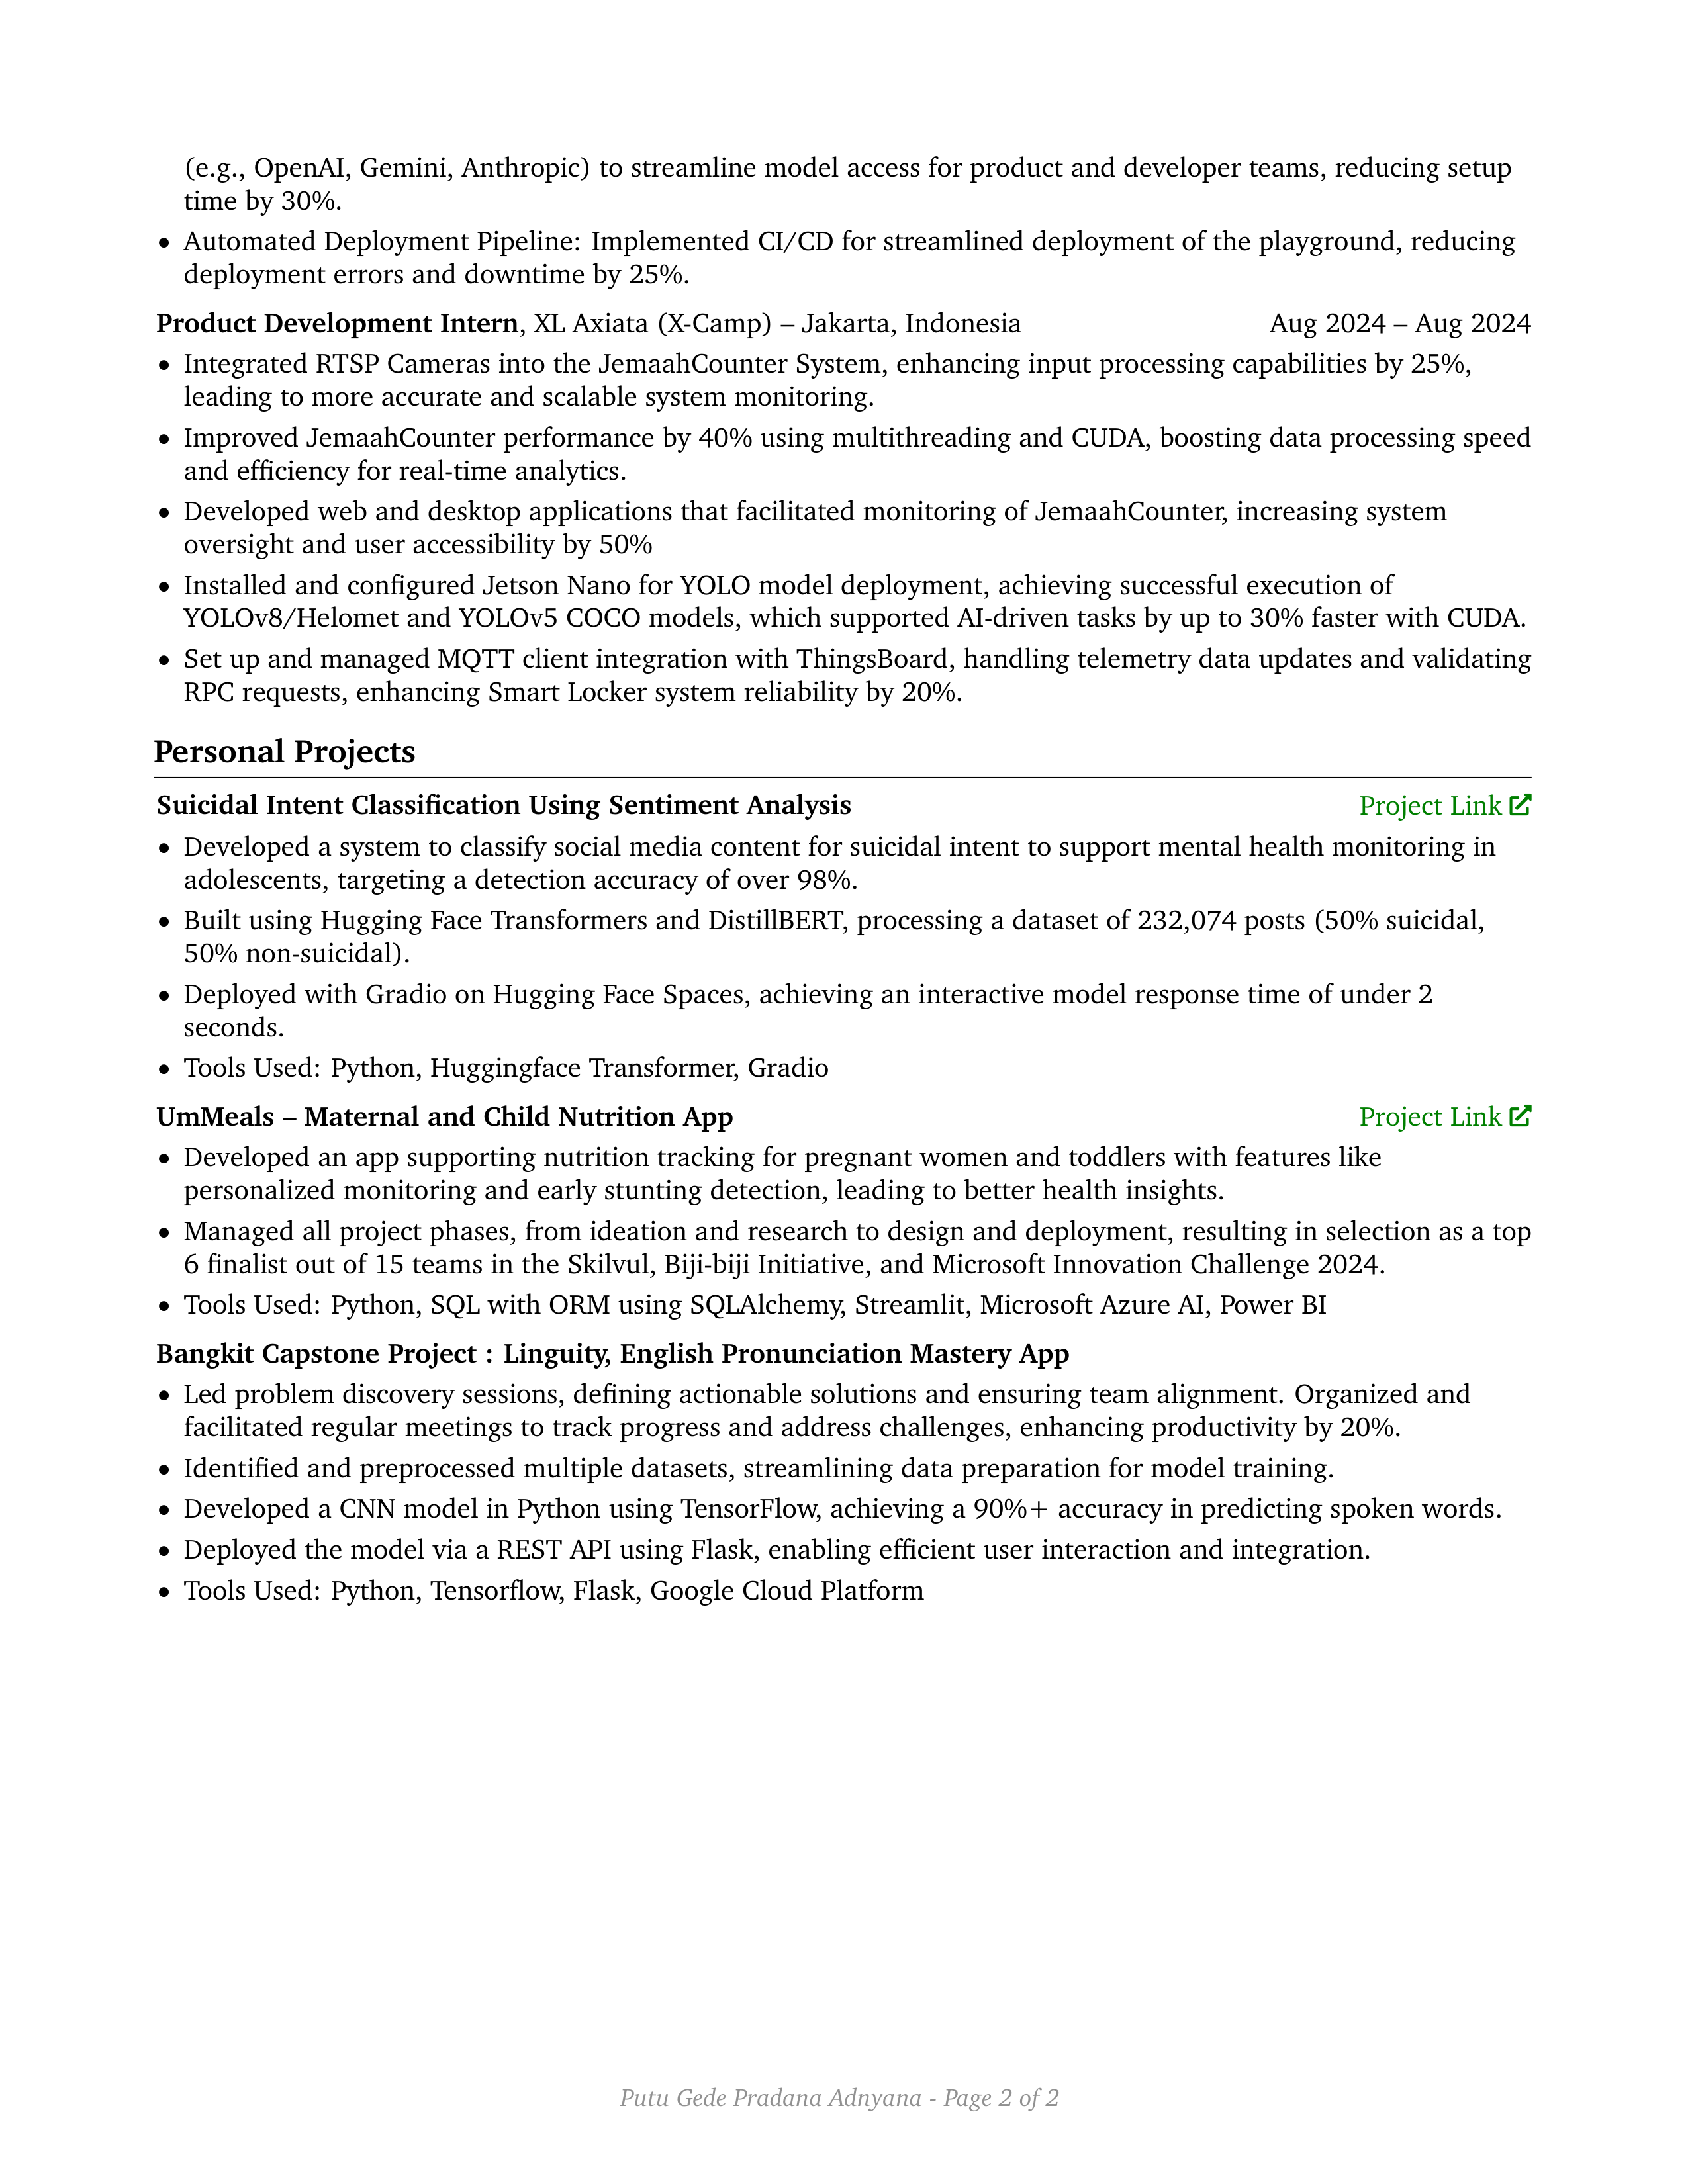 (e.g., OpenAI, Gemini, Anthropic) to streamline model access for product and developer teams, reducing setup
time by 30%.
• Automated Deployment Pipeline: Implemented CI/CD for streamlined deployment of the playground, reducing
deployment errors and downtime by 25%.
Product Development Intern, XL Axiata (X-Camp) – Jakarta, Indonesia Aug 2024 – Aug 2024
• Integrated RTSP Cameras into the JemaahCounter System, enhancing input processing capabilities by 25%,
leading to more accurate and scalable system monitoring.
• Improved JemaahCounter performance by 40% using multithreading and CUDA, boosting data processing speed
and efficiency for real-time analytics.
• Developed web and desktop applications that facilitated monitoring of JemaahCounter, increasing system
oversight and user accessibility by 50%
• Installed and configured Jetson Nano for YOLO model deployment, achieving successful execution of
YOLOv8/Helomet and YOLOv5 COCO models, which supported AI-driven tasks by up to 30% faster with CUDA.
• Set up and managed MQTT client integration with ThingsBoard, handling telemetry data updates and validating
RPC requests, enhancing Smart Locker system reliability by 20%.
Personal Projects
Suicidal Intent Classification Using Sentiment Analysis Project Link
• Developed a system to classify social media content for suicidal intent to support mental health monitoring in
adolescents, targeting a detection accuracy of over 98%.
• Built using Hugging Face Transformers and DistillBERT, processing a dataset of 232,074 posts (50% suicidal,
50% non-suicidal).
• Deployed with Gradio on Hugging Face Spaces, achieving an interactive model response time of under 2
seconds.
• Tools Used: Python, Huggingface Transformer, Gradio
UmMeals – Maternal and Child Nutrition App Project Link
• Developed an app supporting nutrition tracking for pregnant women and toddlers with features like
personalized monitoring and early stunting detection, leading to better health insights.
• Managed all project phases, from ideation and research to design and deployment, resulting in selection as a top
6 finalist out of 15 teams in the Skilvul, Biji-biji Initiative, and Microsoft Innovation Challenge 2024.
• Tools Used: Python, SQL with ORM using SQLAlchemy, Streamlit, Microsoft Azure AI, Power BI
Bangkit Capstone Project : Linguity, English Pronunciation Mastery App
• Led problem discovery sessions, defining actionable solutions and ensuring team alignment. Organized and
facilitated regular meetings to track progress and address challenges, enhancing productivity by 20%.
• Identified and preprocessed multiple datasets, streamlining data preparation for model training.
• Developed a CNN model in Python using TensorFlow, achieving a 90%+ accuracy in predicting spoken words.
• Deployed the model via a REST API using Flask, enabling efficient user interaction and integration.
• Tools Used: Python, Tensorflow, Flask, Google Cloud Platform
Putu Gede Pradana Adnyana - Page 2 of 2